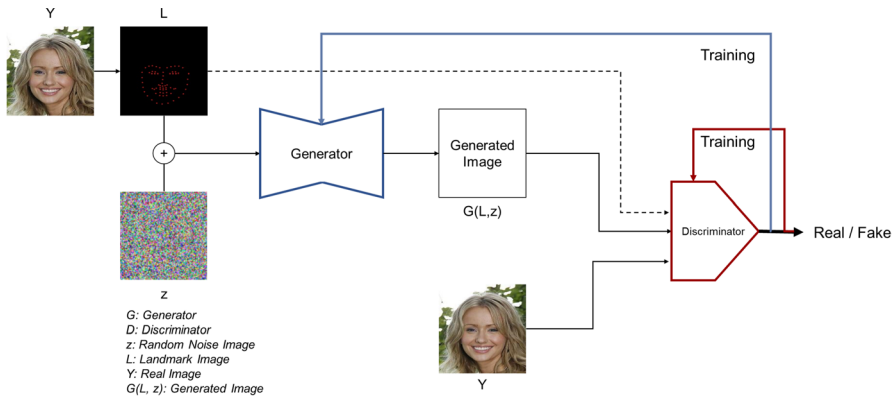 Y
L
Training
Generator
+
Generated
Image
Training
G(L,z)
Discriminator
Real / Fake
z
G: Generator
D: Discriminator
z: Random Noise Image
L: Landmark Image
Y: Real Image
G(L, z): Generated Image
Y